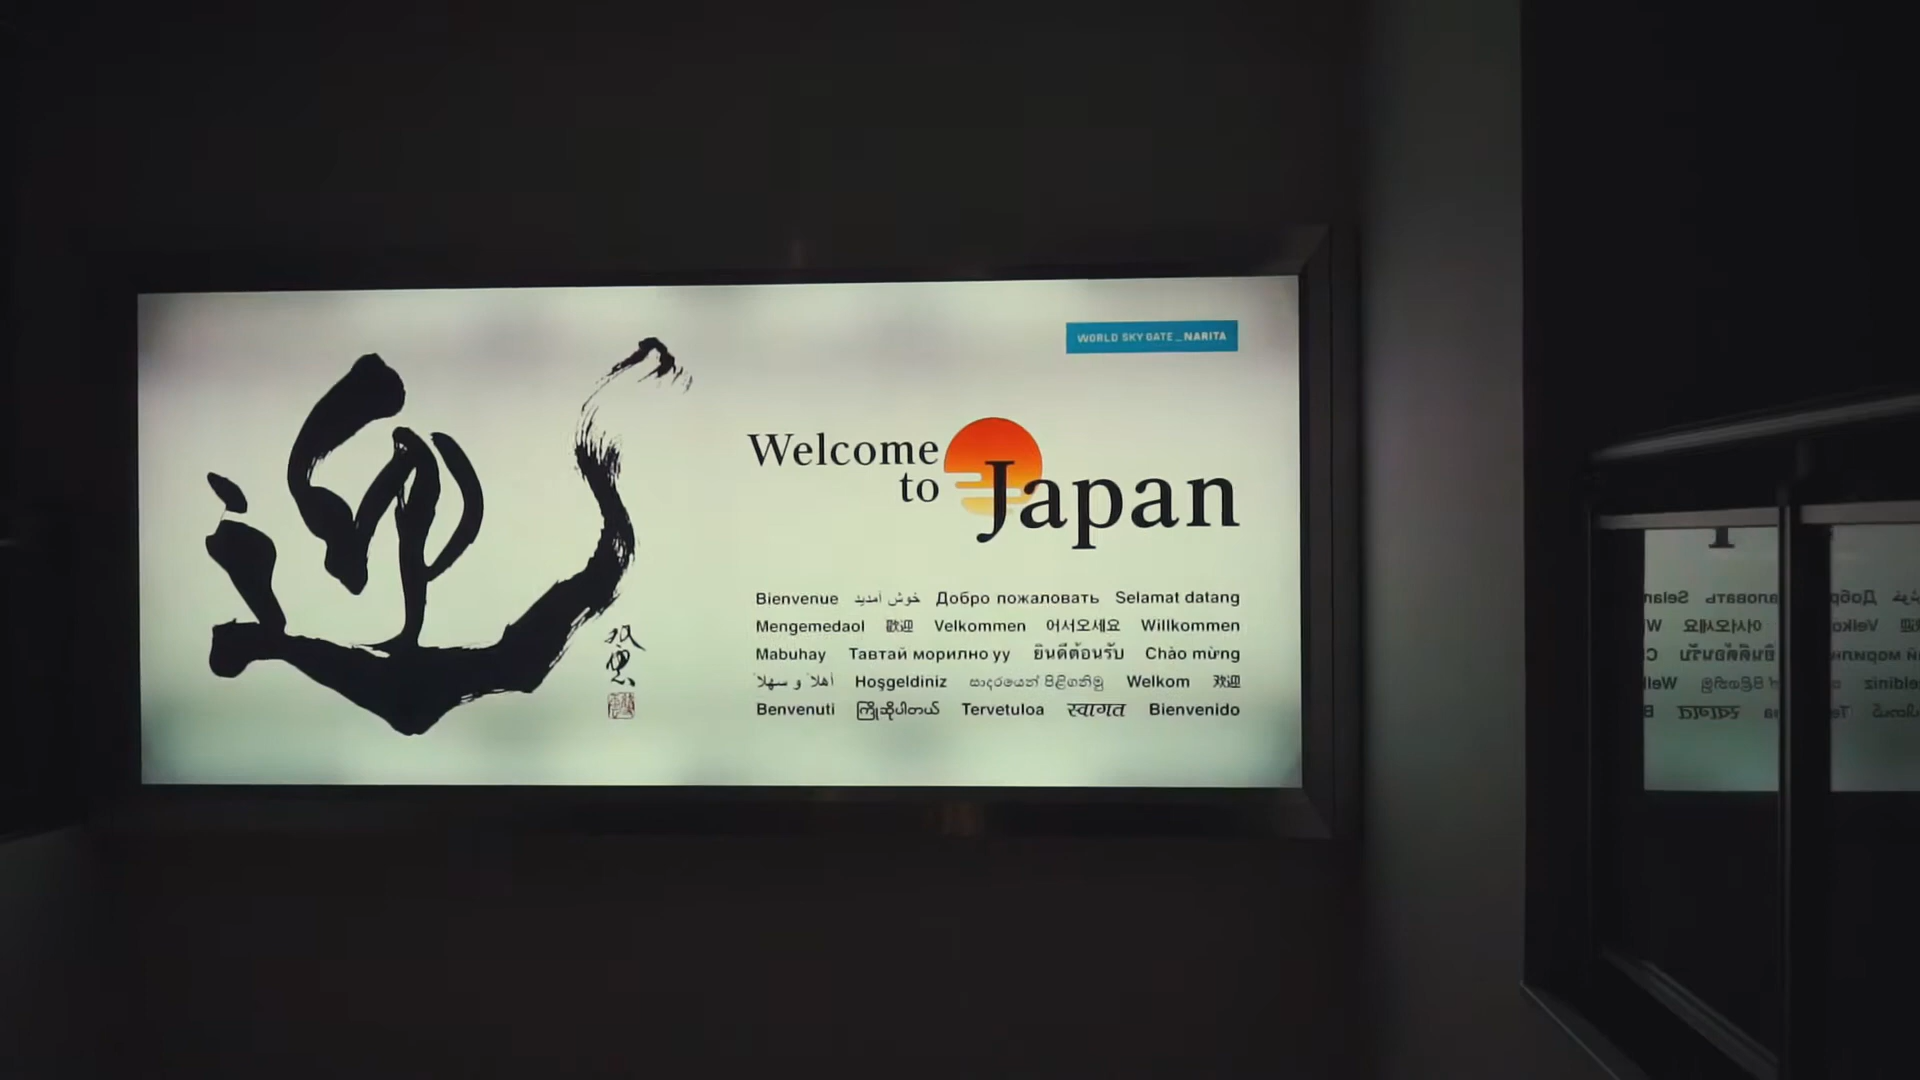 迎
WORLD SKY GATE_NARITA
Welcome
to Japan
Bienvenue خوش آمدید Добро пожаловать Selamat datang
Mengemedaol 歡迎 Velkommen 어서오세요 Willkommen
Mabuhay Тавтай морилно уу ยินดีต้อนรับ Chào mừng
أهلاً و سهلاً Hoşgeldiniz සාදරයෙන් පිළිගනිමු Welkom 欢迎
Benvenuti ကြိုဆိုပါတယ် Tervetuloa स्वागत Bienvenido